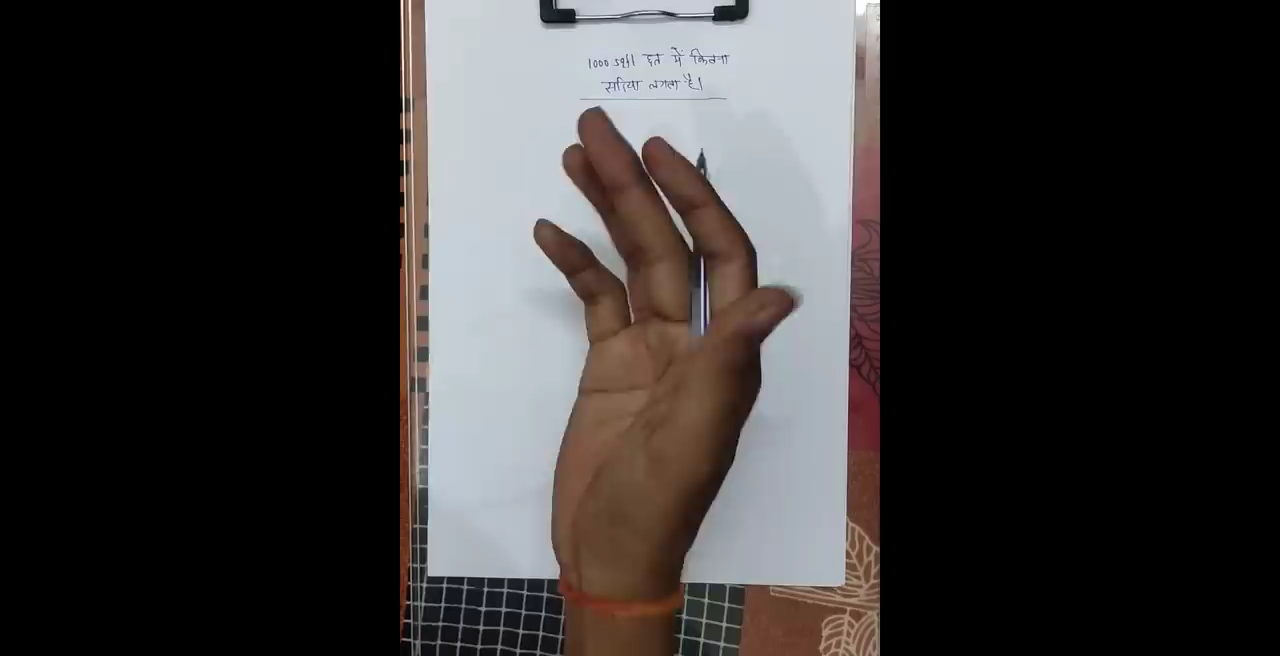 1000 sqft छत में कितना
सरिया लगता है।